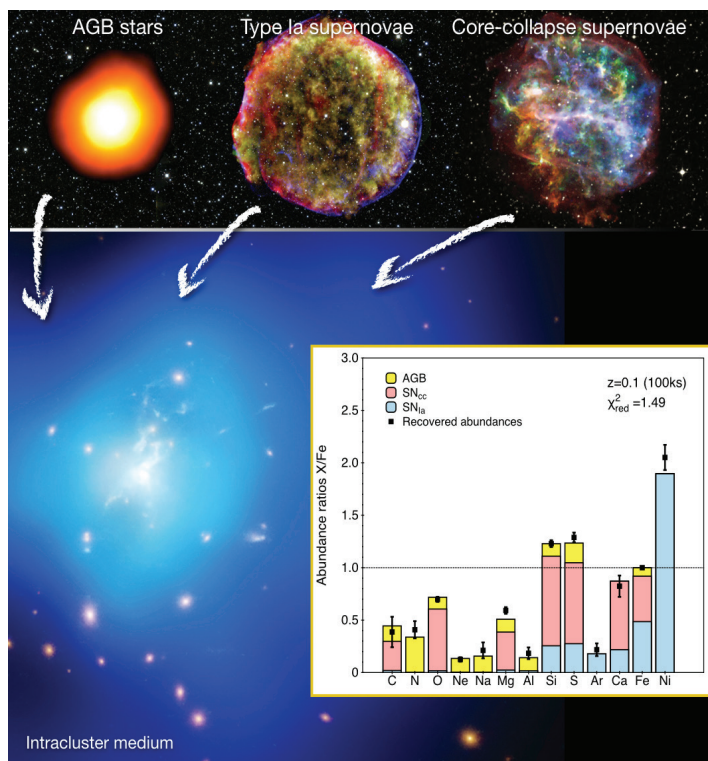 AGB stars
Type Ia supernovae
Core-collapse supernovae
3.0
2.5
2.0
1.5
1.0
0.5
0
Abundance ratios X/Fe
AGB
SNcc
SNIa
Recovered abundances
z=0.1 (100ks)
χ²red =1.49
C N O Ne Na Mg Al Si S Ar Ca Fe Ni
Intracluster medium